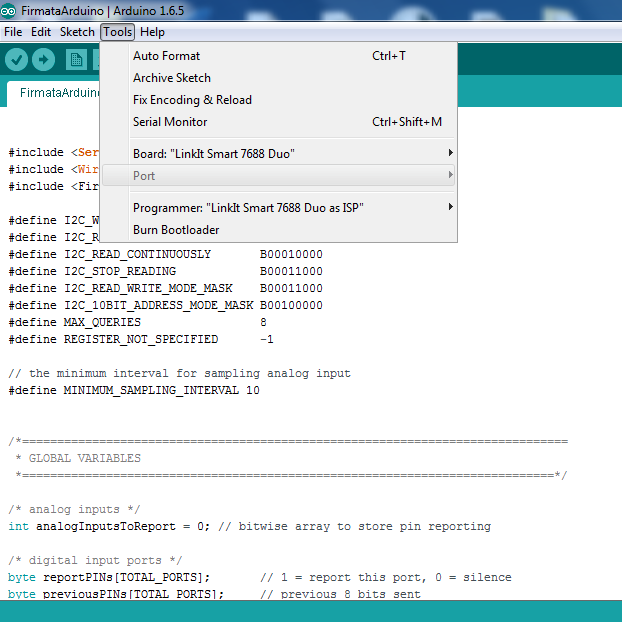 FirmataArduino | Arduino 1.6.5
File Edit Sketch Tools Help
Auto Format Ctrl+T
Archive Sketch
Fix Encoding & Reload
Serial Monitor Ctrl+Shift+M
Board: "LinkIt Smart 7688 Duo"
Port
Programmer: "LinkIt Smart 7688 Duo as ISP"
Burn Bootloader
FirmataArduino
#include <Ser
#include <Wir
#include <Fir
#define I2C_W
#define I2C_R
#define I2C_READ_CONTINUOUSLY B00010000
#define I2C_STOP_READING B00011000
#define I2C_READ_WRITE_MODE_MASK B00011000
#define I2C_10BIT_ADDRESS_MODE_MASK B00100000
#define MAX_QUERIES 8
#define REGISTER_NOT_SPECIFIED -1
// the minimum interval for sampling analog input
#define MINIMUM_SAMPLING_INTERVAL 10
/*==============================================================================
* GLOBAL VARIABLES
*============================================================================*/
/* analog inputs */
int analogInputsToReport = 0; // bitwise array to store pin reporting
/* digital input ports */
byte reportPINs[TOTAL_PORTS]; // 1 = report this port, 0 = silence
byte previousPINs[TOTAL_PORTS]; // previous 8 bits sent